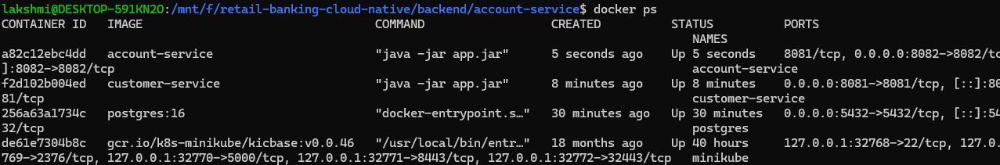 lakshmi@DESKTOP-591KN2O:/mnt/f/retail-banking-cloud-native/backend/account-service$ docker ps
CONTAINER ID   IMAGE                                 COMMAND                  CREATED          STATUS          PORTS
                                                                                               NAMES
a82c12ebc4dd   account-service                       "java -jar app.jar"      5 seconds ago    Up 5 seconds    8081/tcp, 0.0.0.0:8082->8082/tc
]:8082->8082/tcp                                                                               account-service
f2d102b004ed   customer-service                      "java -jar app.jar"      8 minutes ago    Up 8 minutes    0.0.0.0:8081->8081/tcp, [::]:80
81/tcp                                                                                         customer-service
256a63a1734c   postgres:16                           "docker-entrypoint.s…"   30 minutes ago   Up 30 minutes   0.0.0.0:5432->5432/tcp, [::]:54
32/tcp                                                                                         postgres
de61e7304b8c   gcr.io/k8s-minikube/kicbase:v0.0.46   "/usr/local/bin/entr…"   18 months ago    Up 40 hours     127.0.0.1:32768->22/tcp, 127.0.
769->2376/tcp, 127.0.0.1:32770->5000/tcp, 127.0.0.1:32771->8443/tcp, 127.0.0.1:32772->32443/tcp   minikube